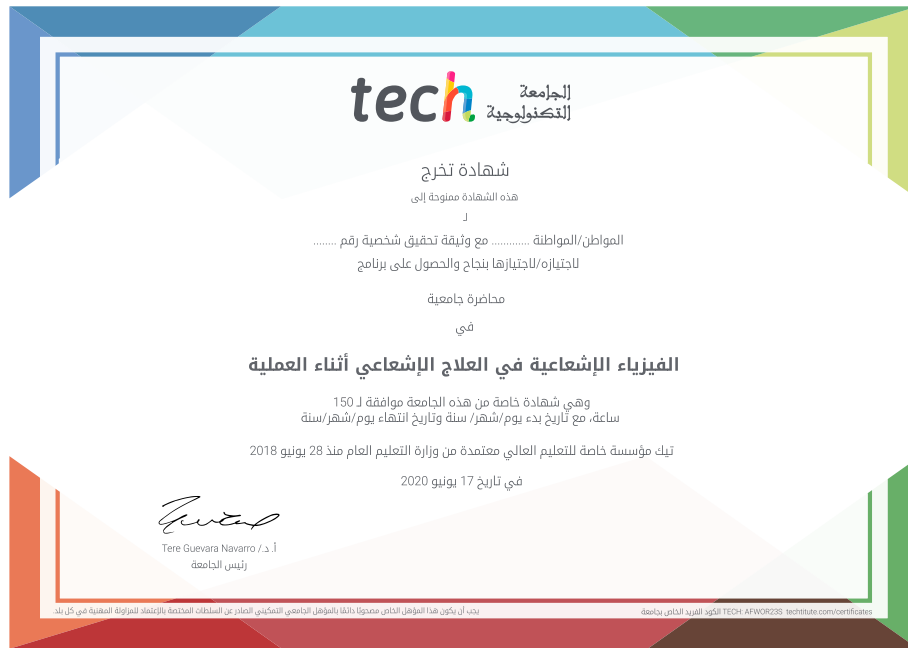 tech الجامعة
التكنولوجية
شهادة تخرج
هذه الشهادة ممنوحة إلى
لـ
المواطن/المواطنة ............ مع وثيقة تحقيق شخصية رقم ........
لاجتيازه/لاجتيازها بنجاح والحصول على برنامج
محاضرة جامعية
في
الفيزياء الإشعاعية في العلاج الإشعاعي أثناء العملية
وهي شهادة خاصة من هذه الجامعة موافقة لـ 150
ساعة، مع تاريخ بدء يوم/شهر/ سنة وتاريخ انتهاء يوم/شهر/سنة
تيك مؤسسة خاصة للتعليم العالي معتمدة من وزارة التعليم العام منذ 28 يونيو 2018
في تاريخ 17 يونيو 2020
أ. د./ Tere Guevara Navarro
رئيس الجامعة
يجب أن يكون هذا المؤهل الخاص مصحوبًا دائمًا بالمؤهل الجامعي التمكيني الصادر عن السلطات المختصة بالإعتماد للمزاولة المهنية في كل بلد.
الكود الفريد الخاص بجامعة TECH: AFWOR23S techtitute.com/certificates